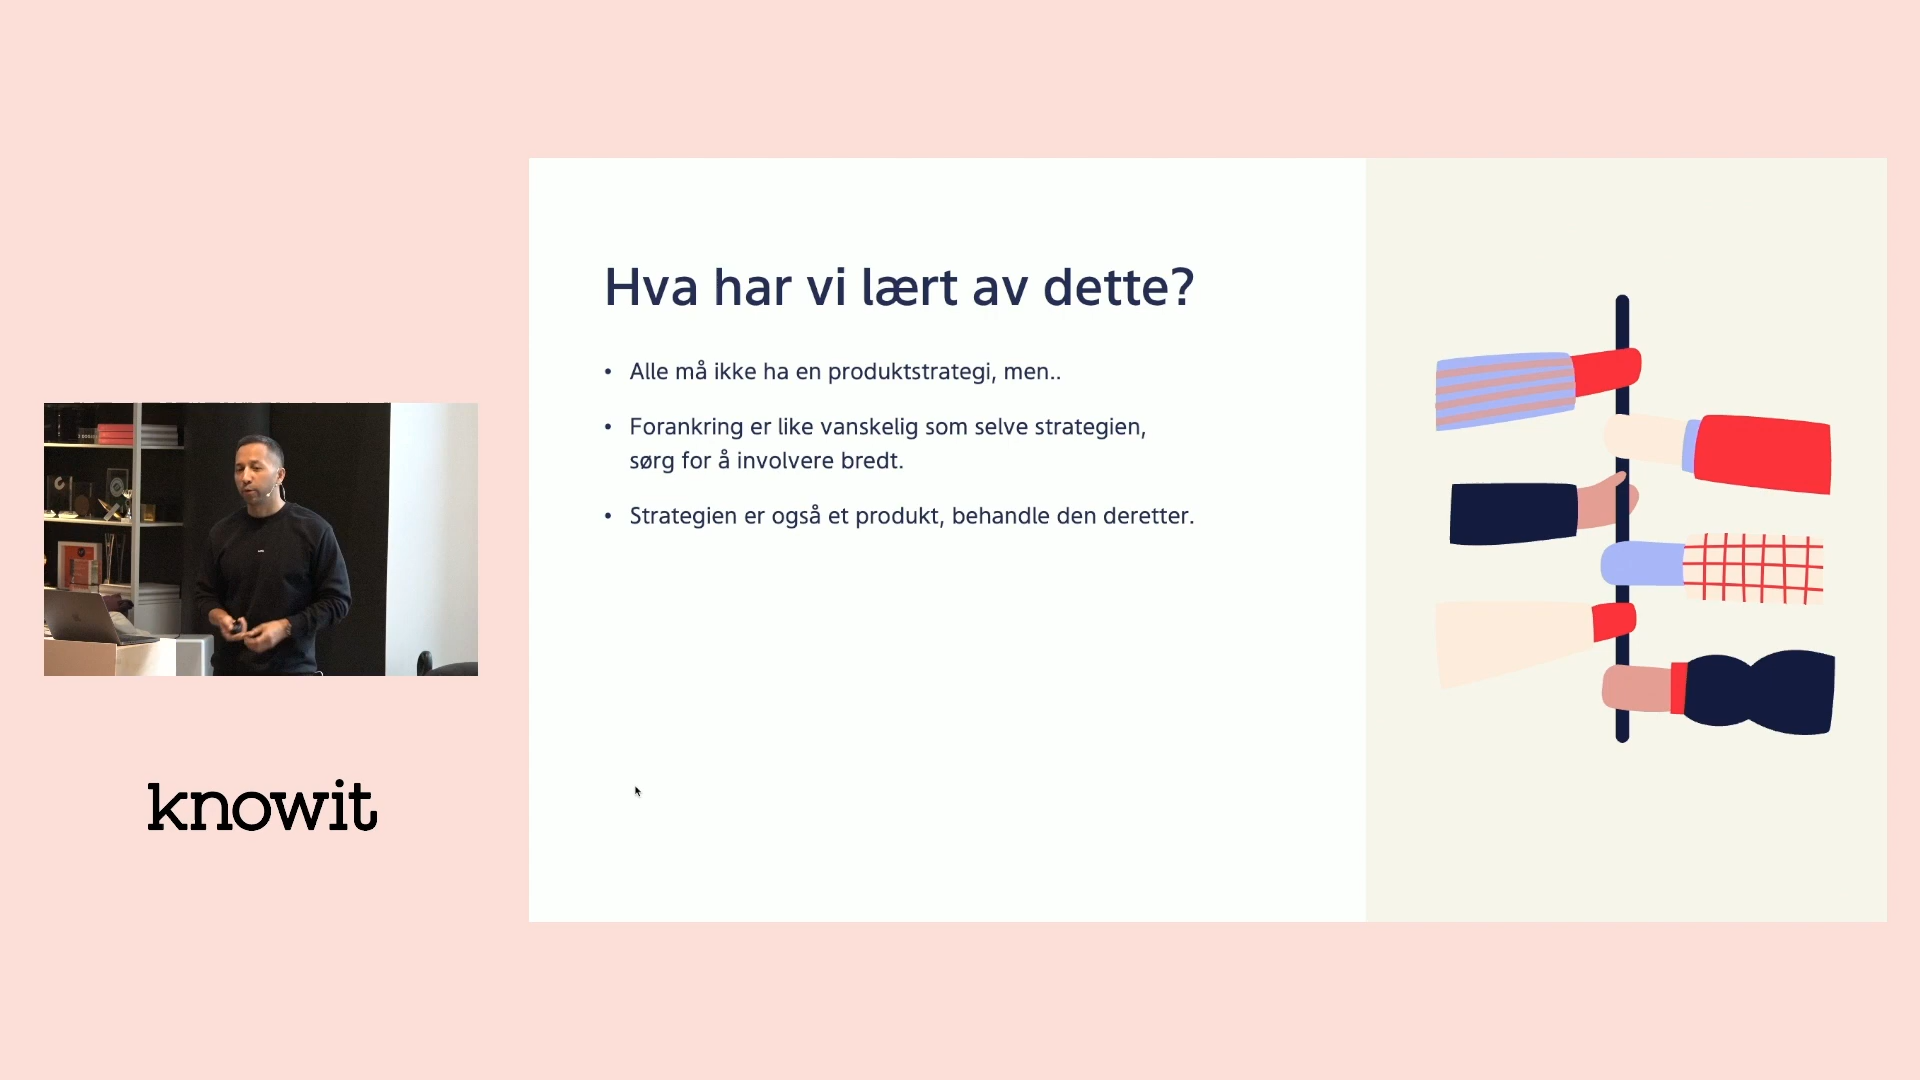 Hva har vi lært av dette?
• Alle må ikke ha en produktstrategi, men..
• Forankring er like vanskelig som selve strategien,
sørg for å involvere bredt.
• Strategien er også et produkt, behandle den deretter.
knowit